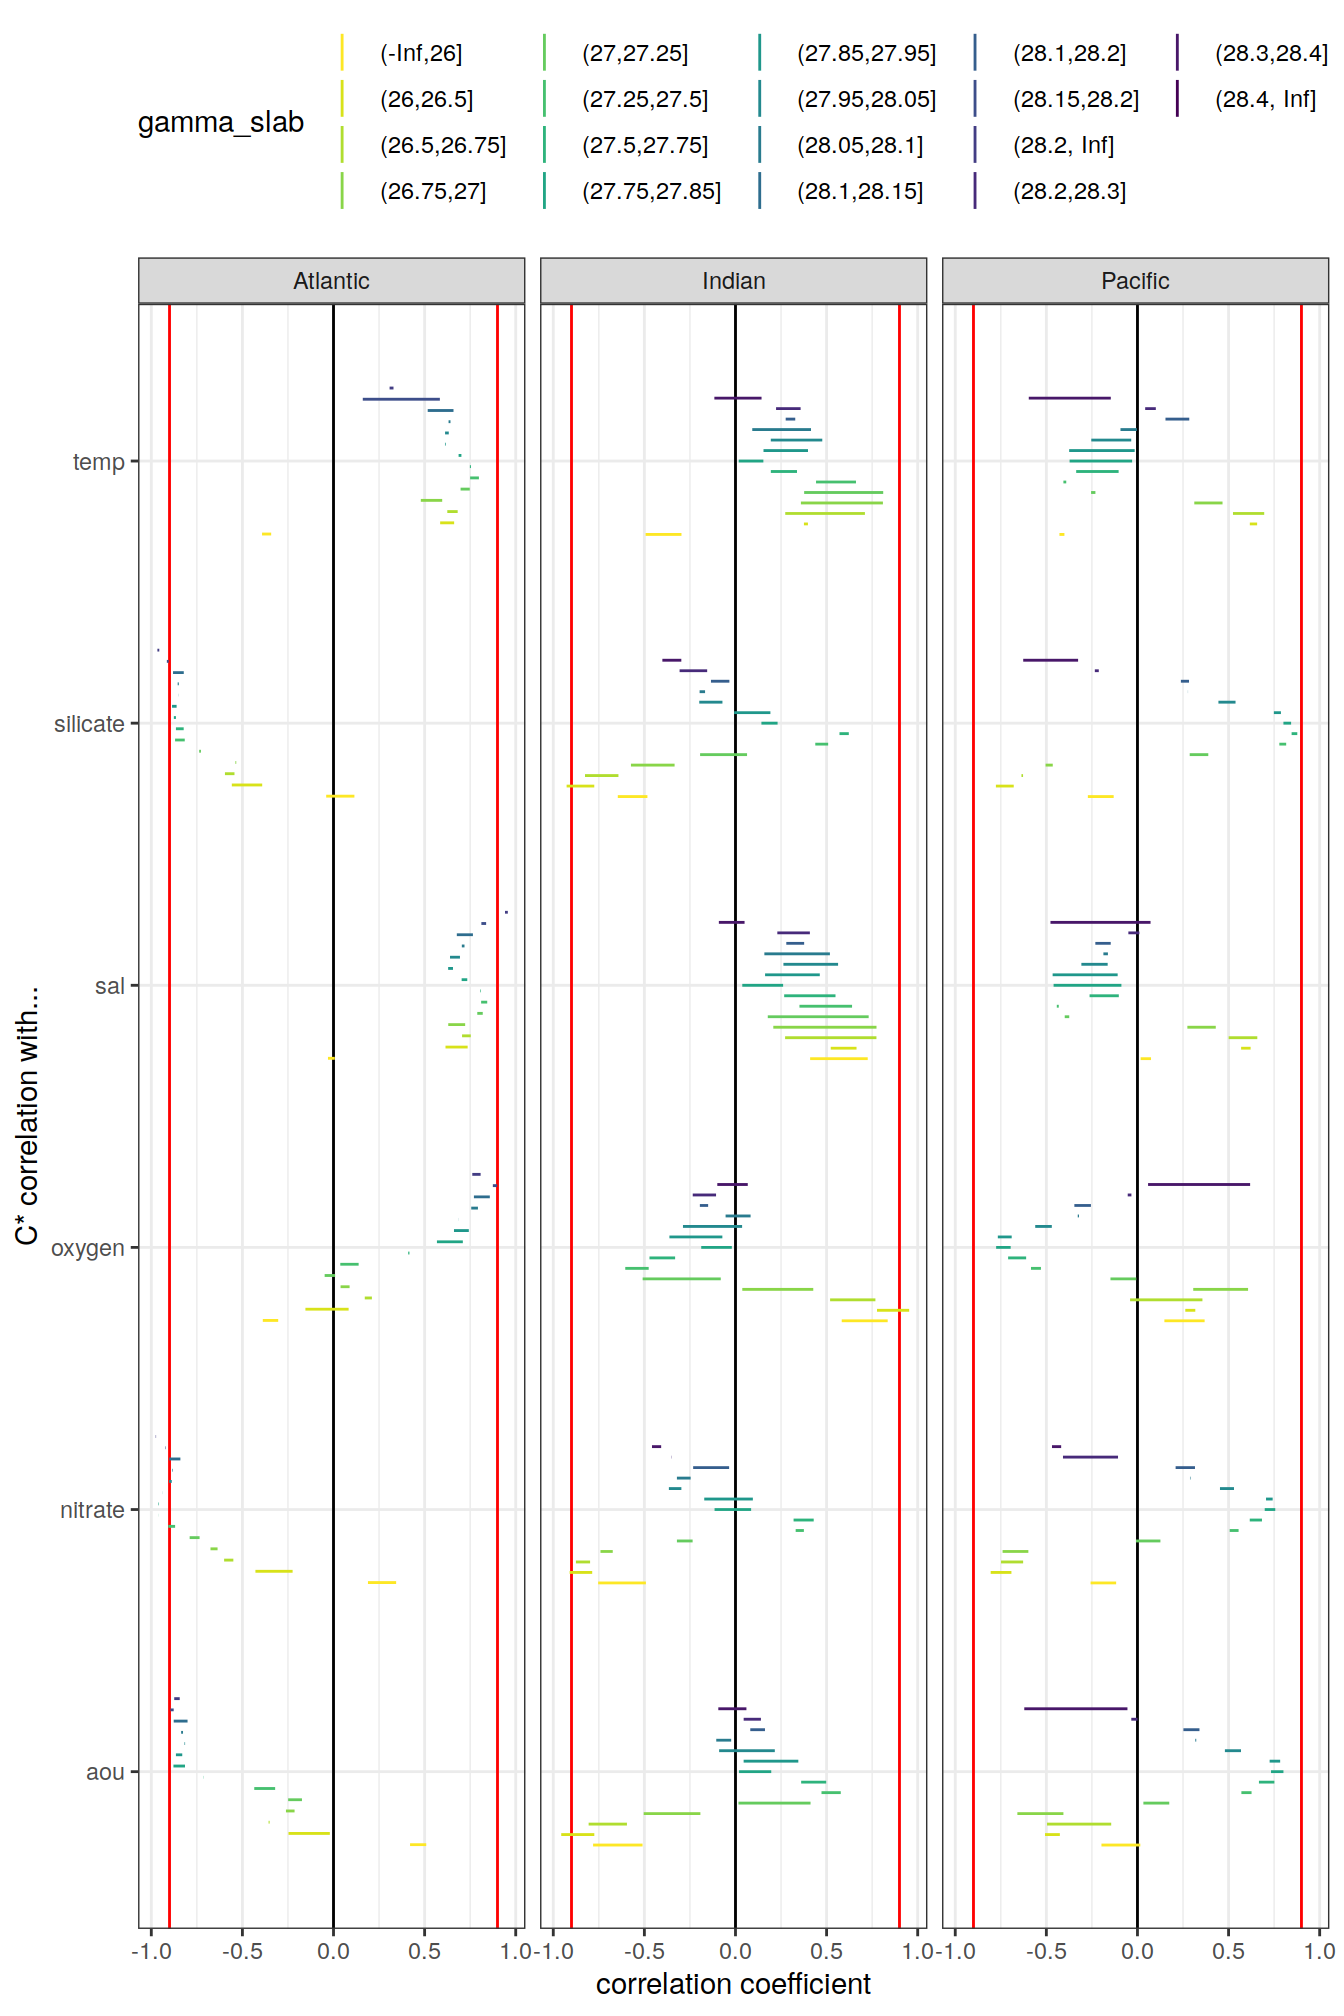 gamma_slab
(-Inf,26]
(26,26.5]
(26.5,26.75]
(26.75,27]
(27,27.25]
(27.25,27.5]
(27.5,27.75]
(27.75,27.85]
(27.85,27.95]
(27.95,28.05]
(28.05,28.1]
(28.1,28.15]
(28.1,28.2]
(28.15,28.2]
(28.2, Inf]
(28.2,28.3]
(28.3,28.4]
(28.4, Inf]
Atlantic
Indian
Pacific
C* correlation with...
temp
silicate
sal
oxygen
nitrate
aou
-1.0 -0.5 0.0 0.5 1.0
-1.0 -0.5 0.0 0.5 1.0
-1.0 -0.5 0.0 0.5 1.0
correlation coefficient